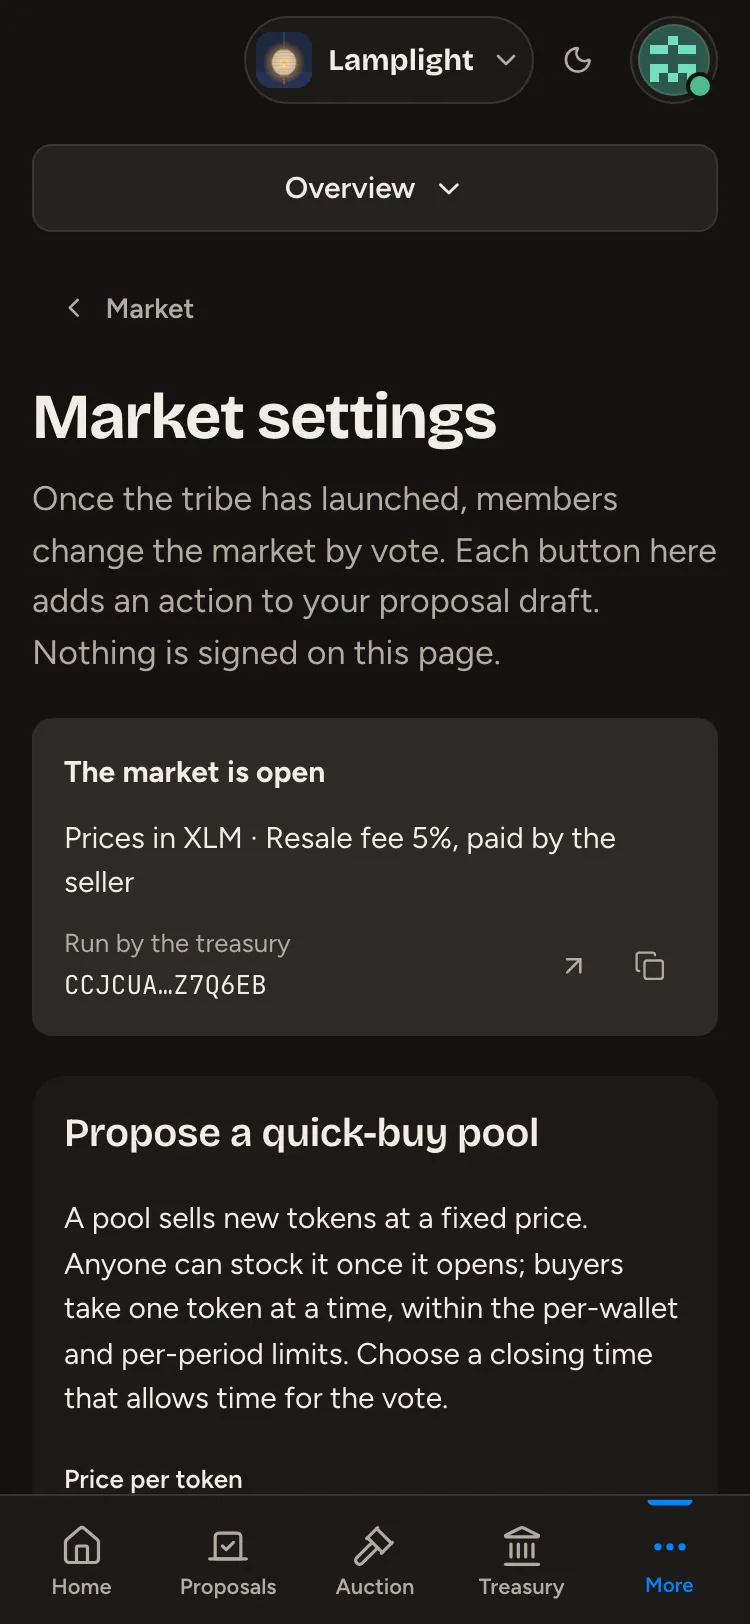 Lamplight
Overview
Market
Market settings
Once the tribe has launched, members
change the market by vote. Each button here
adds an action to your proposal draft.
Nothing is signed on this page.
The market is open
Prices in XLM · Resale fee 5%, paid by the
seller
Run by the treasury
CCJCUA…Z7Q6EB
Propose a quick-buy pool
A pool sells new tokens at a fixed price.
Anyone can stock it once it opens; buyers
take one token at a time, within the per-wallet
and per-period limits. Choose a closing time
that allows time for the vote.
Price per token
Home
Proposals
Auction
Treasury
More